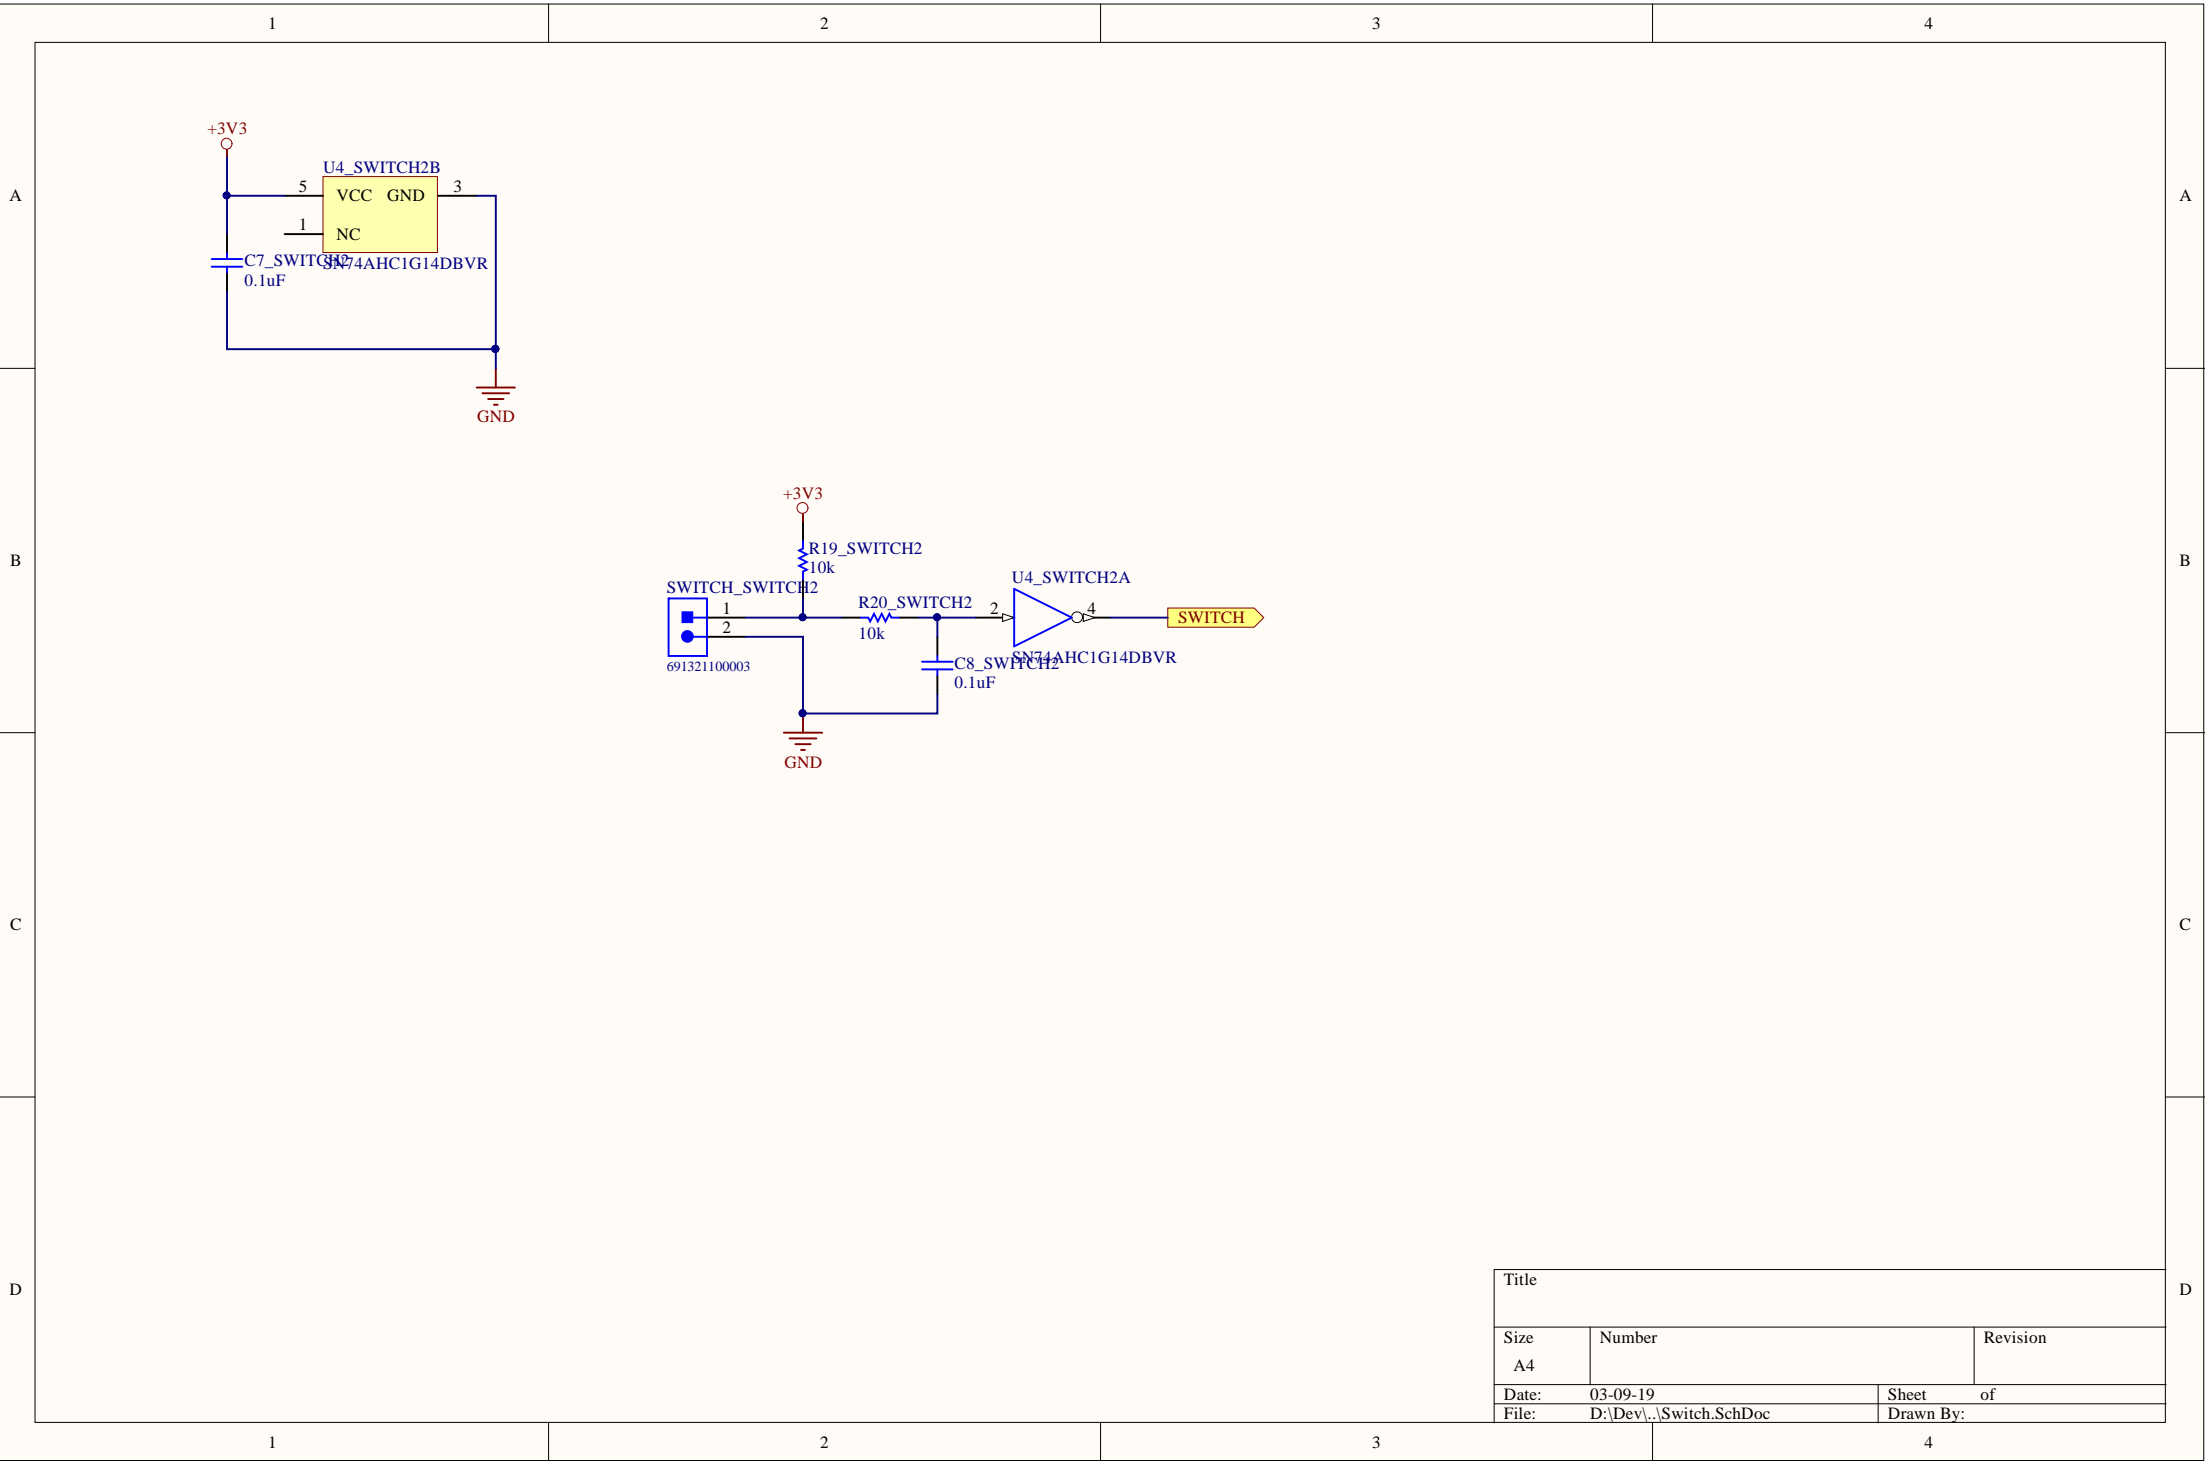 1 2 3 4
+3V3
U4_SWITCH2B
A 5 VCC GND 3 A
1 NC
C7_SWITCH2 SN74AHC1G14DBVR
0.1uF
GND
+3V3
R19_SWITCH2
B B
10k
U4_SWITCH2A
SWITCH_SWITCH2
R20_SWITCH2
1 2 4 SWITCH
2 10k
SN74AHC1G14DBVR
691321100003 C8_SWITCH2
0.1uF
GND
C C
Title
D D
Size Number Revision
A4
Date: 03-09-19 Sheet of
File: D:\Dev\..\Switch.SchDoc Drawn By:
1 2 3 4